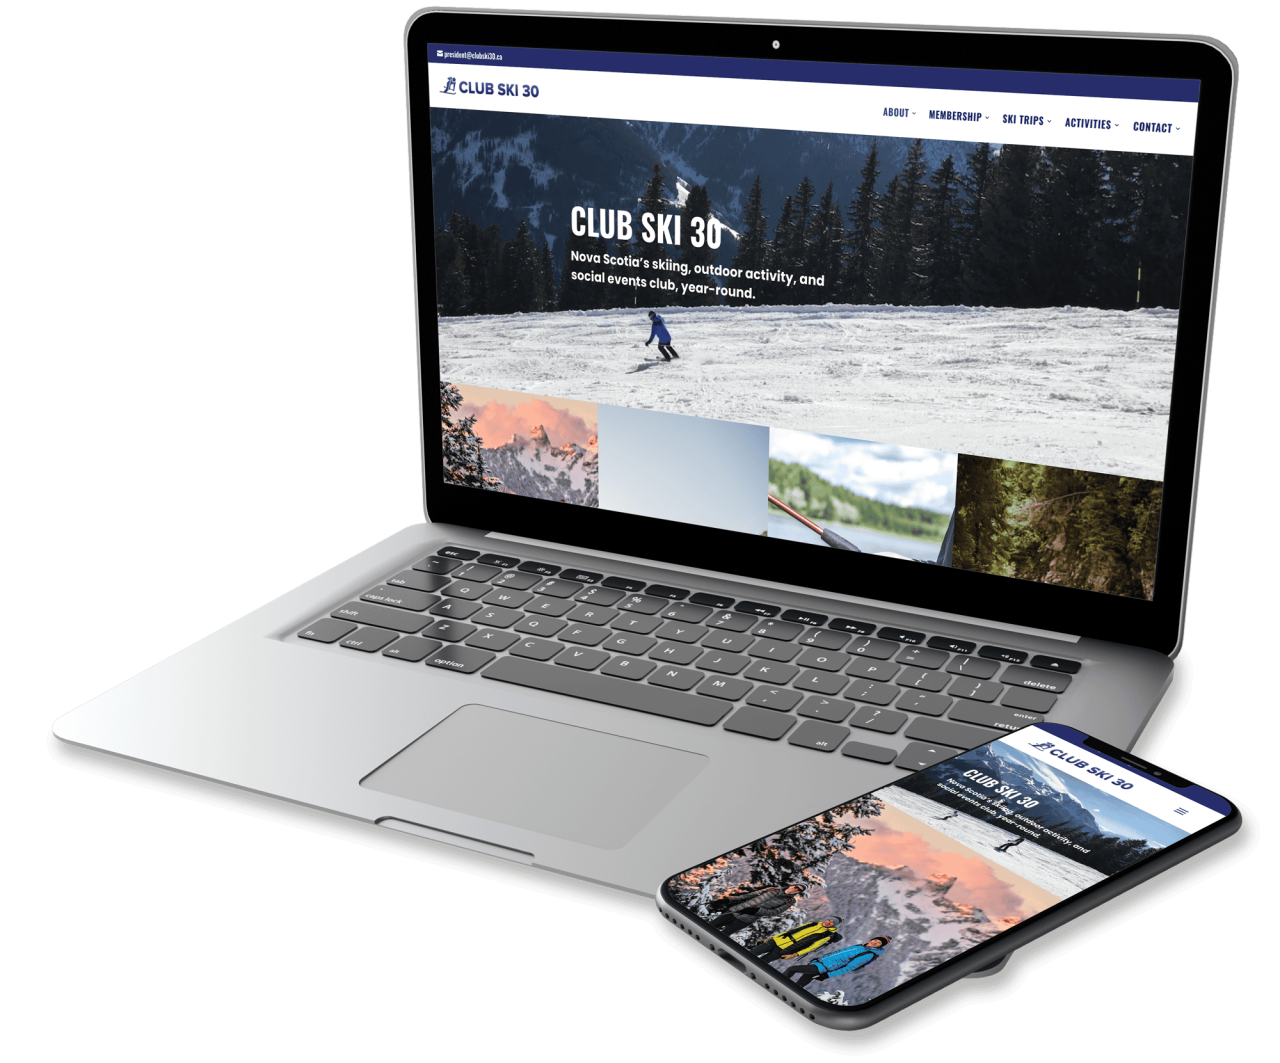 president@clubski30.ca
CLUB SKI 30
ABOUT
MEMBERSHIP
SKI TRIPS
ACTIVITIES
CONTACT
CLUB SKI 30
Nova Scotia's skiing, outdoor activity, and
social events club, year-round.
esc
tab
Q W E R T Y U I O P
caps lock
A S D F G H J K L
shift
Z X C V B N M
fn
ctrl
alt
option
delete
enter
alt
CLUB SKI 30
CLUB SKI 30
Nova Scotia's skiing, outdoor activity, and
social events club, year-round.